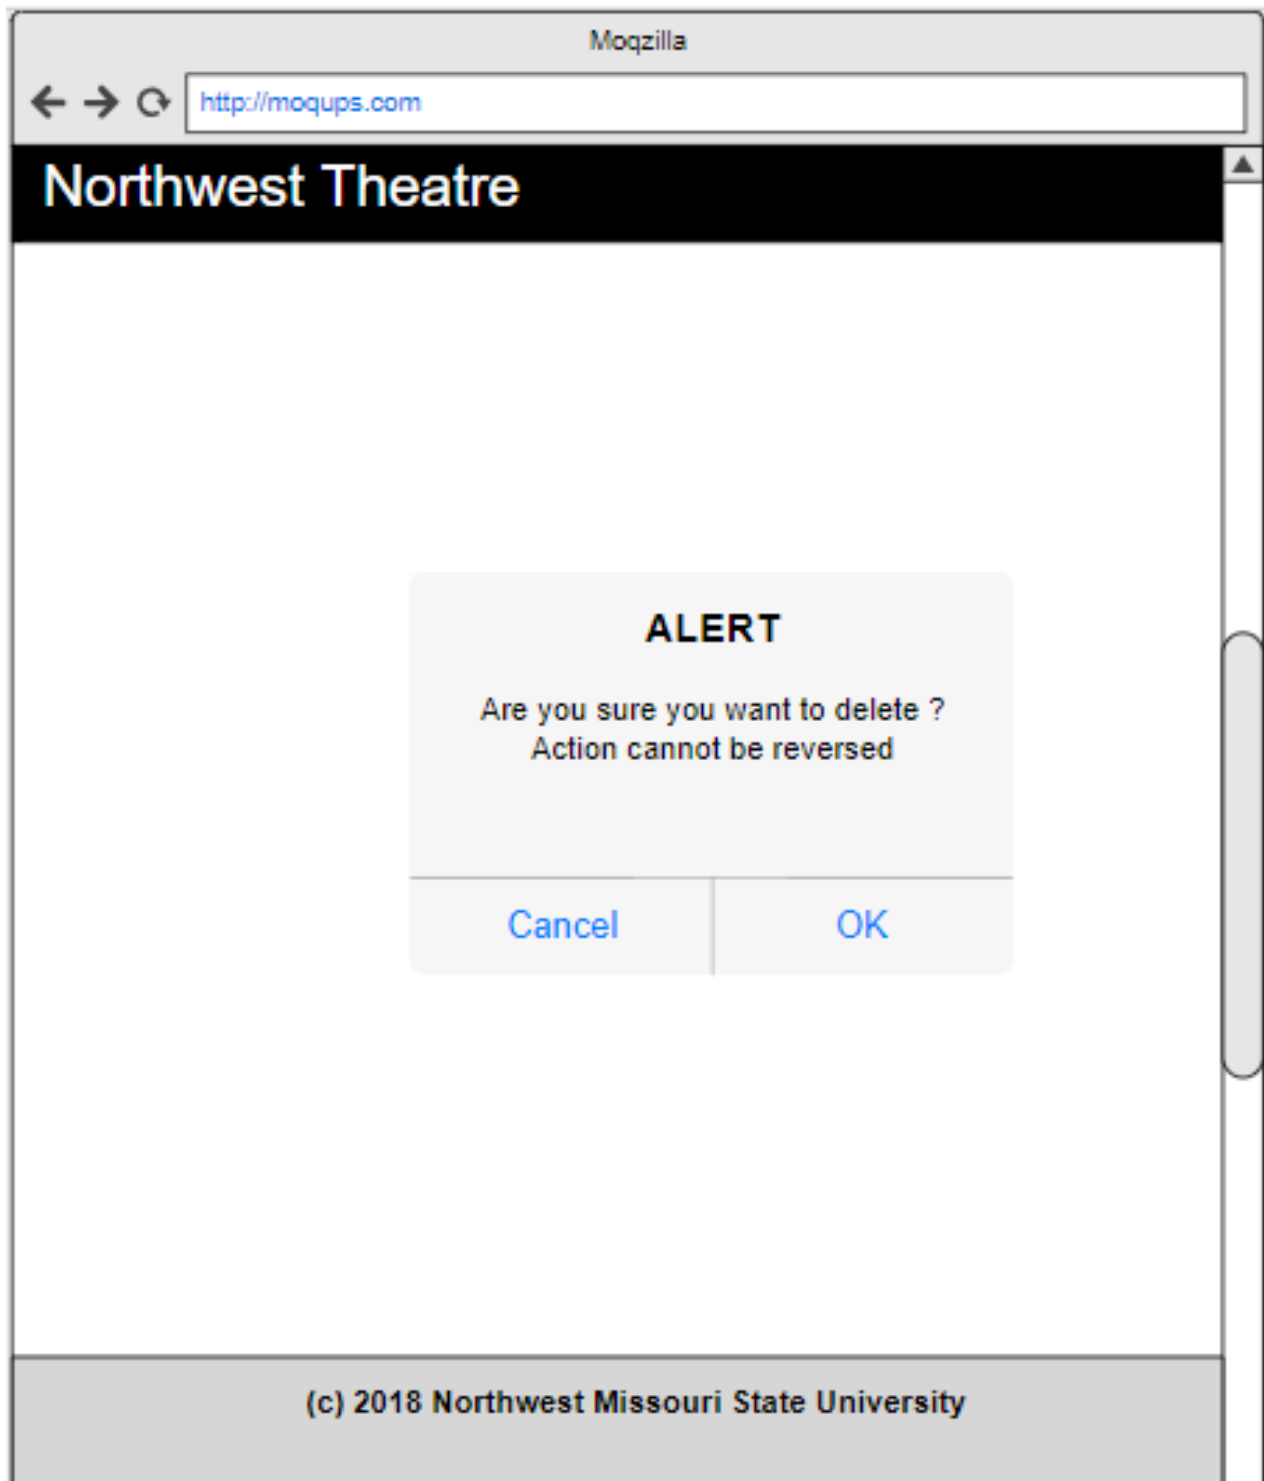 Moqzilla
http://moqups.com
Northwest Theatre
ALERT
Are you sure you want to delete ?
Action cannot be reversed
Cancel OK
(c) 2018 Northwest Missouri State University